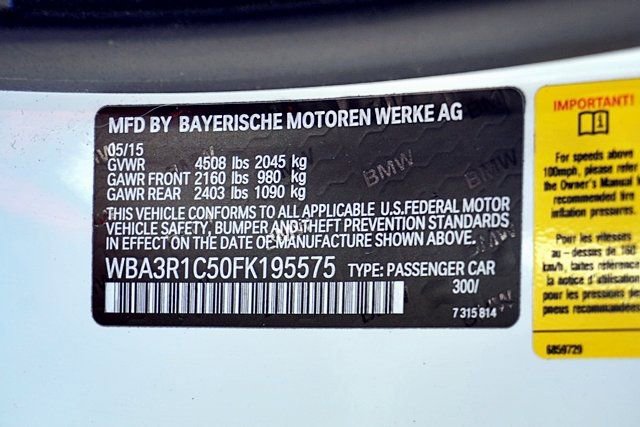 MFD BY BAYERISCHE MOTOREN WERKE AG
05/15
GVWR 4508 lbs 2045 kg
GAWR FRONT 2160 lbs 980 kg
GAWR REAR 2403 lbs 1090 kg
THIS VEHICLE CONFORMS TO ALL APPLICABLE U.S.FEDERAL MOTOR
VEHICLE SAFETY, BUMPER AND THEFT PREVENTION STANDARDS
IN EFFECT ON THE DATE OF MANUFACTURE SHOWN ABOVE.
WBA3R1C50FK195575 TYPE: PASSENGER CAR
300/
7 315 814
BMW
BMW
BMW
IMPORTANT!
For speeds above
100mph, please refer
the Owner's Manual
recommended tire
inflation pressures.
Pour les vitesses
au - dessus de 160
km/h, faites référence
la notice d'utilisation
pour les pressions de
pneus recommandées
6859729